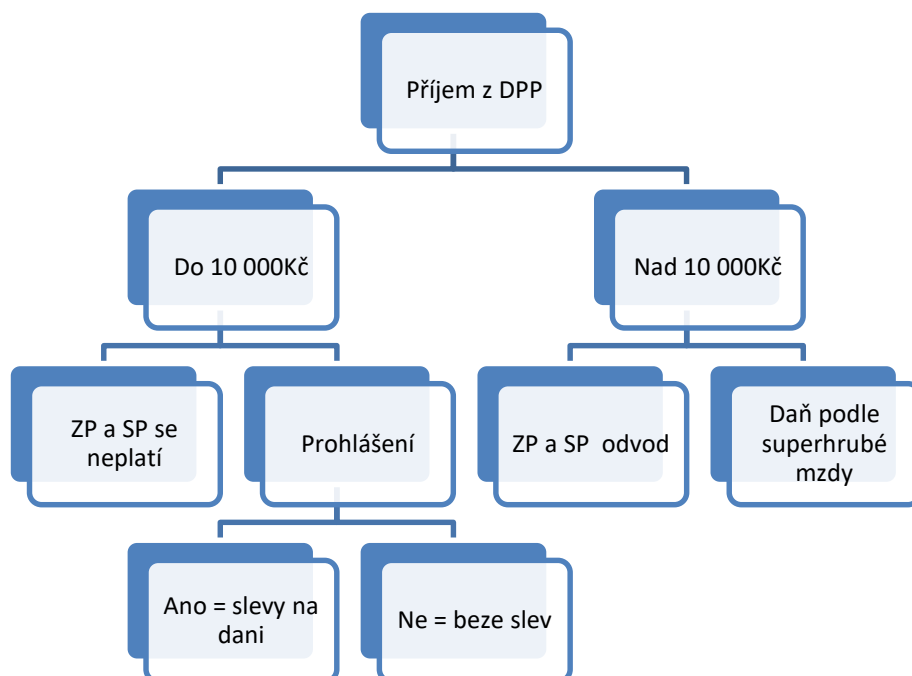 Příjem z DPP
Do 10 000Kč
Nad 10 000Kč
ZP a SP se
neplatí
Prohlášení
ZP a SP  odvod
Daň podle
superhrubé
mzdy
Ano = slevy na
dani
Ne = beze slev